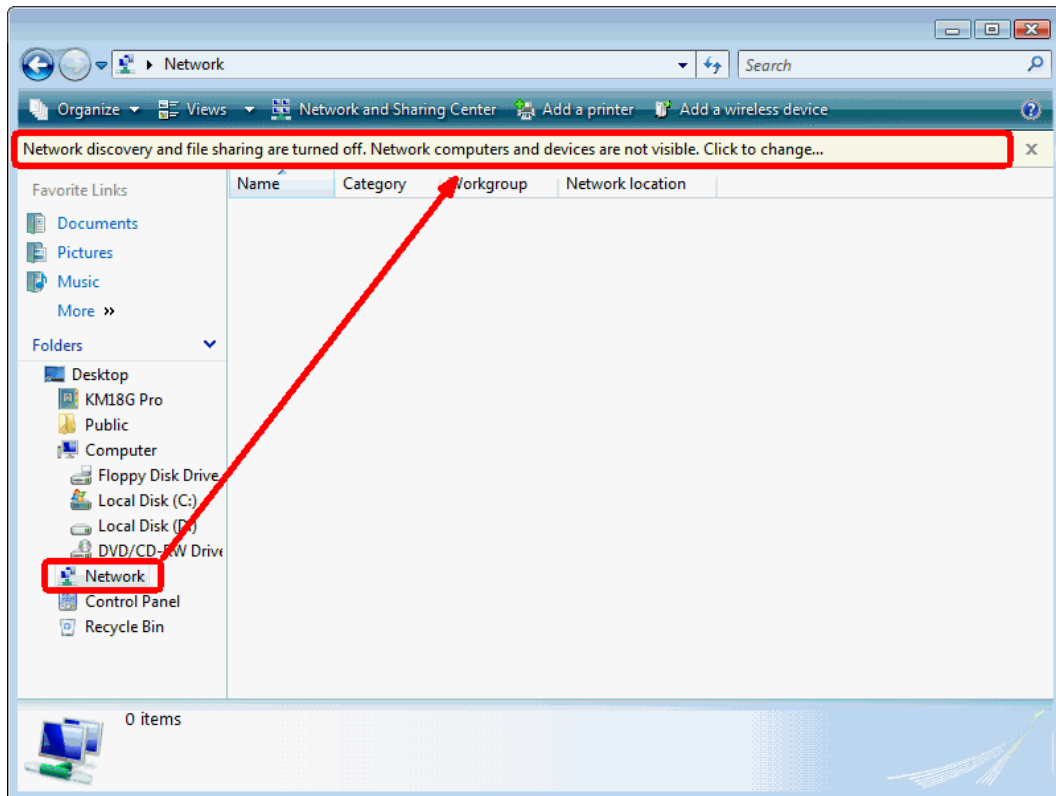 Network
Search
Organize Views Network and Sharing Center Add a printer Add a wireless device
Network discovery and file sharing are turned off. Network computers and devices are not visible. Click to change...
Name Category Workgroup Network location
Favorite Links
Documents
Pictures
Music
More »
Folders
Desktop
KM18G Pro
Public
Computer
Floppy Disk Drive
Local Disk (C:)
Local Disk (D:)
DVD/CD-RW Drive
Network
Control Panel
Recycle Bin
0 items